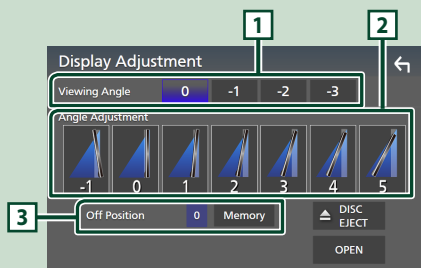 1 2
Display Adjustment
Viewing Angle 0 -1 -2 -3
Angle Adjustment
-1 0 1 2 3 4 5
3 Off Position 0 Memory DISC
EJECT
OPEN